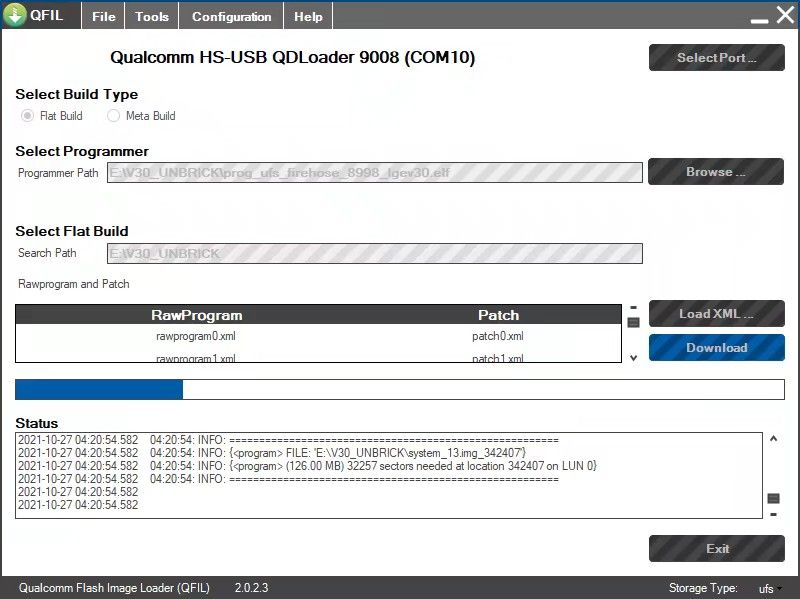 QFIL File Tools Configuration Help
Qualcomm HS-USB QDLoader 9008 (COM10)
Select Port ...
Select Build Type
Flat Build Meta Build
Select Programmer
Programmer Path E:\V30_UNBRICK\prog_ufs_firehose_8998_lgev30.elf Browse ...
Select Flat Build
Search Path E:\V30_UNBRICK
Rawprogram and Patch
RawProgram Patch
Load XML ...
rawprogram0.xml patch0.xml
Download
rawprogram1.xml patch1.xml
Status
2021-10-27 04:20:54.582 04:20:54: INFO: =======================================================
2021-10-27 04:20:54.582 04:20:54: INFO: {<program> FILE: 'E:\V30_UNBRICK\system_13.img_342407'}
2021-10-27 04:20:54.582 04:20:54: INFO: {<program> (126.00 MB) 32257 sectors needed at location 342407 on LUN 0}
2021-10-27 04:20:54.582 04:20:54: INFO: =======================================================
2021-10-27 04:20:54.582
2021-10-27 04:20:54.582
Exit
Qualcomm Flash Image Loader (QFIL) 2.0.2.3 Storage Type: ufs